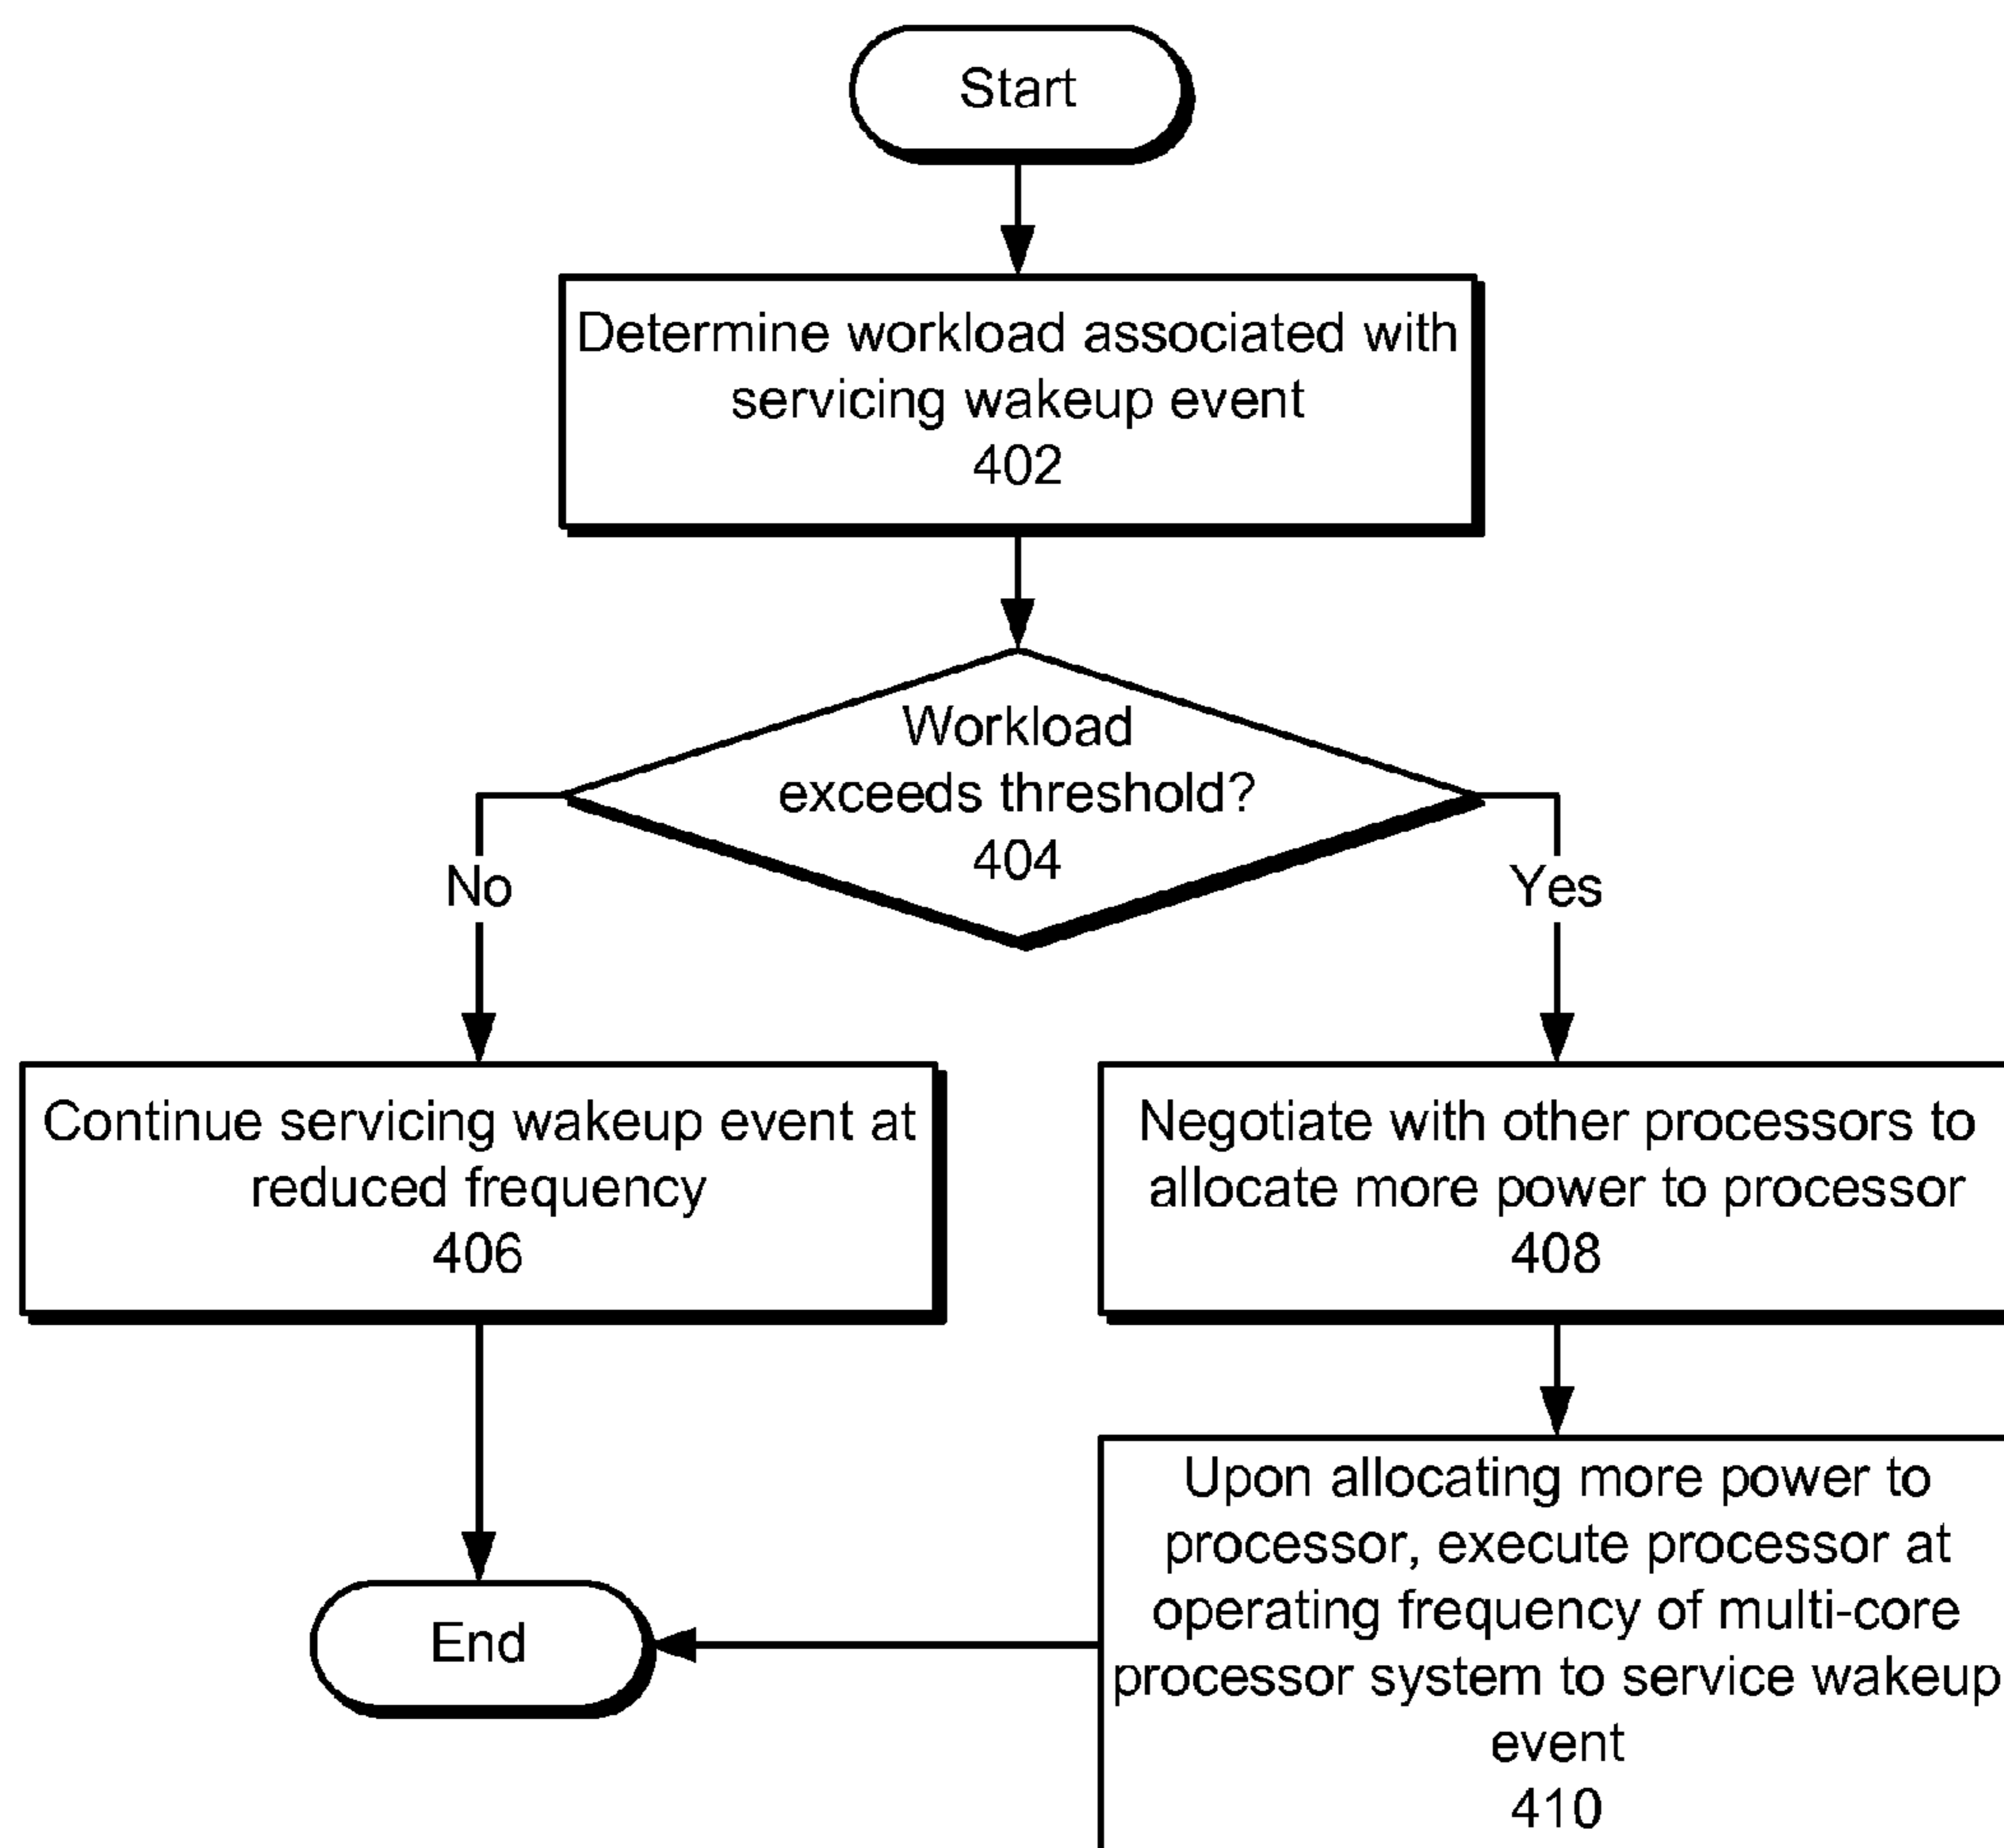 Start
Determine workload associated with
servicing wakeup event
402
Workload
exceeds threshold?
404
No
Yes
Continue servicing wakeup event at
reduced frequency
406
Negotiate with other processors to
allocate more power to processor
408
Upon allocating more power to
processor, execute processor at
operating frequency of multi-core
processor system to service wakeup
event
410
End